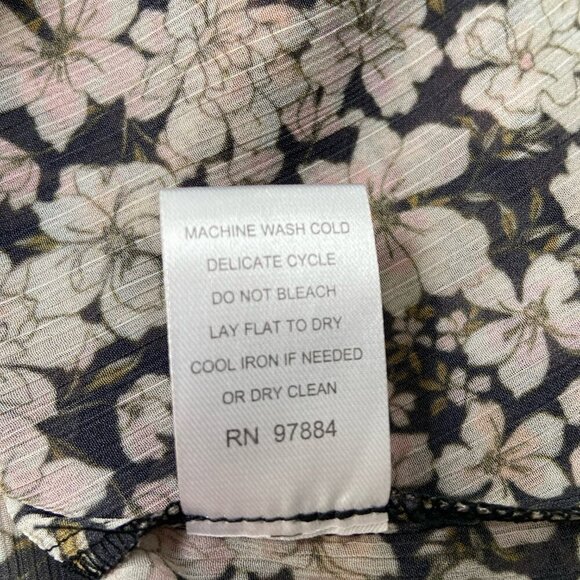 MACHINE WASH COLD
DELICATE CYCLE
DO NOT BLEACH
LAY FLAT TO DRY
COOL IRON IF NEEDED
OR DRY CLEAN
RN 97884